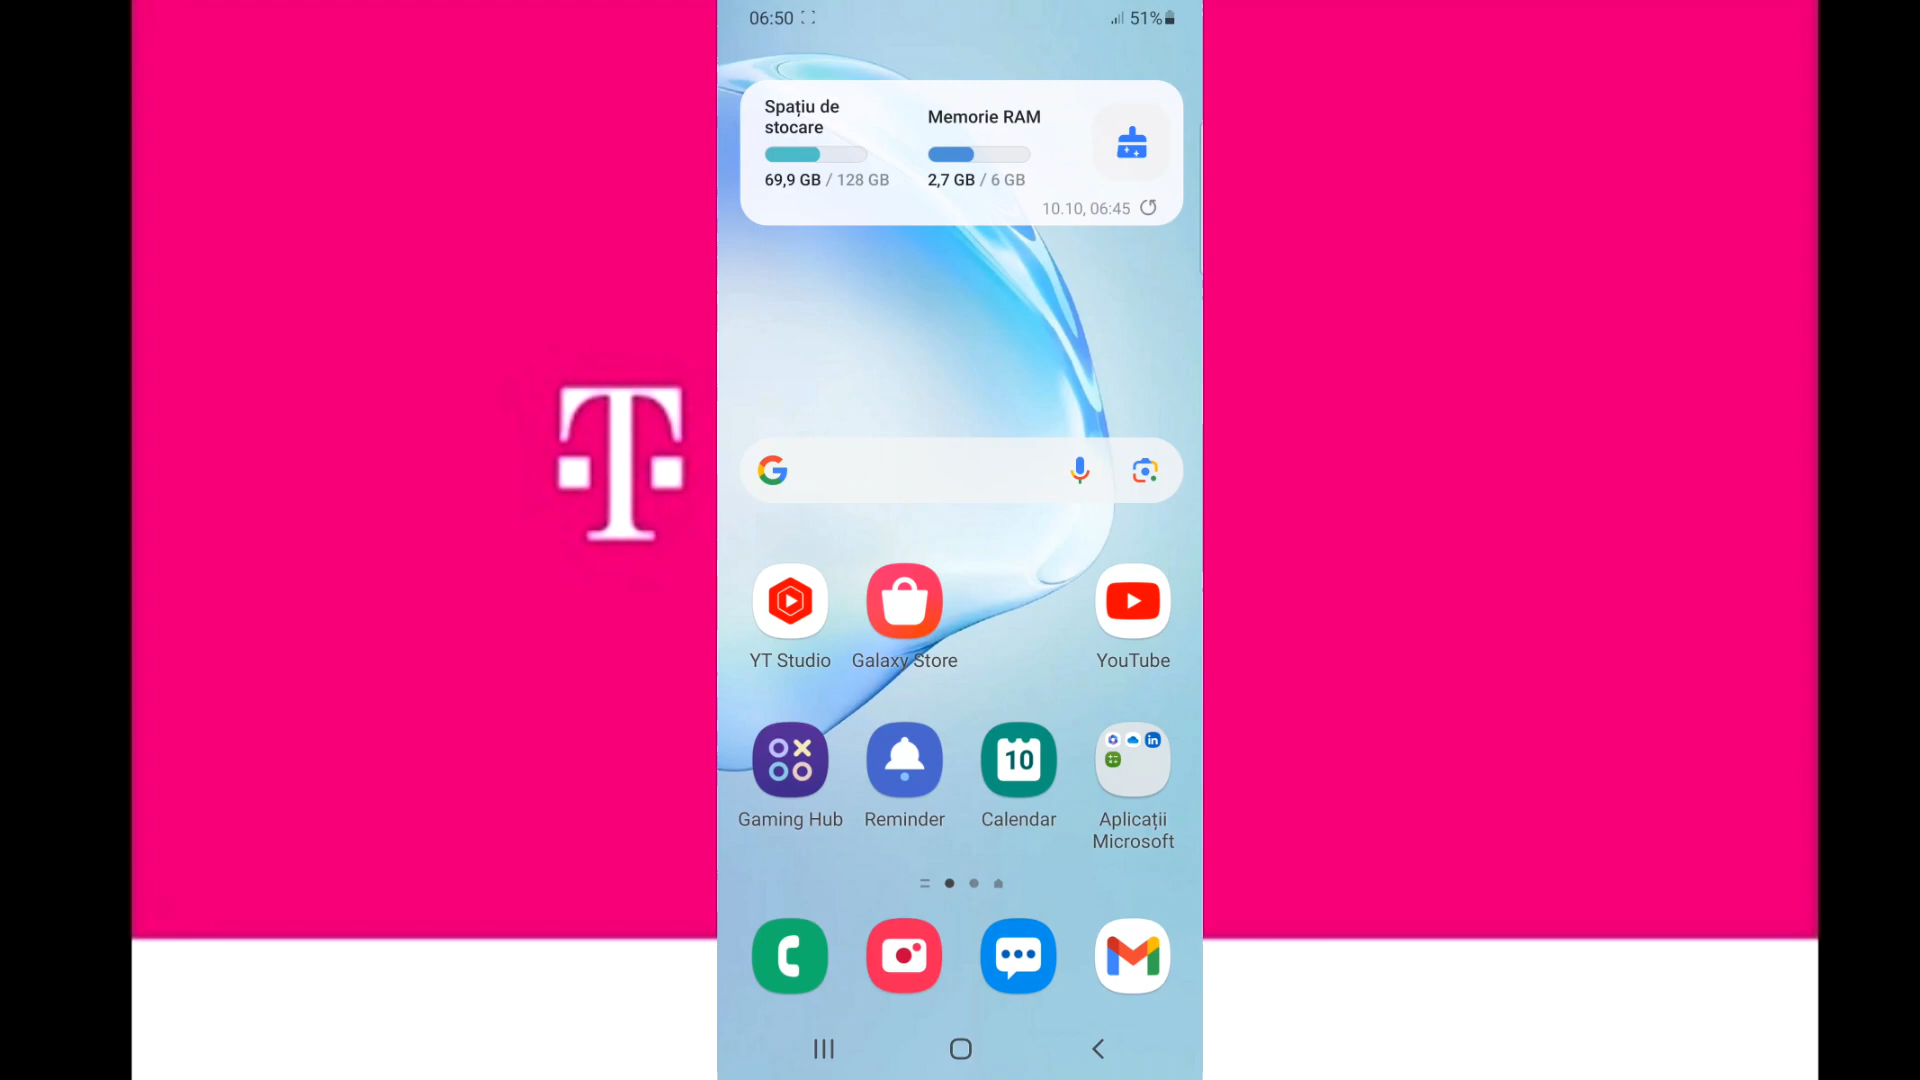 06:50 51%
Spațiu de
stocare
Memorie RAM
69,9 GB / 128 GB 2,7 GB / 6 GB
10.10, 06:45
T
YT Studio Galaxy Store YouTube
10
in
Gaming Hub Reminder Calendar Aplicații
Microsoft